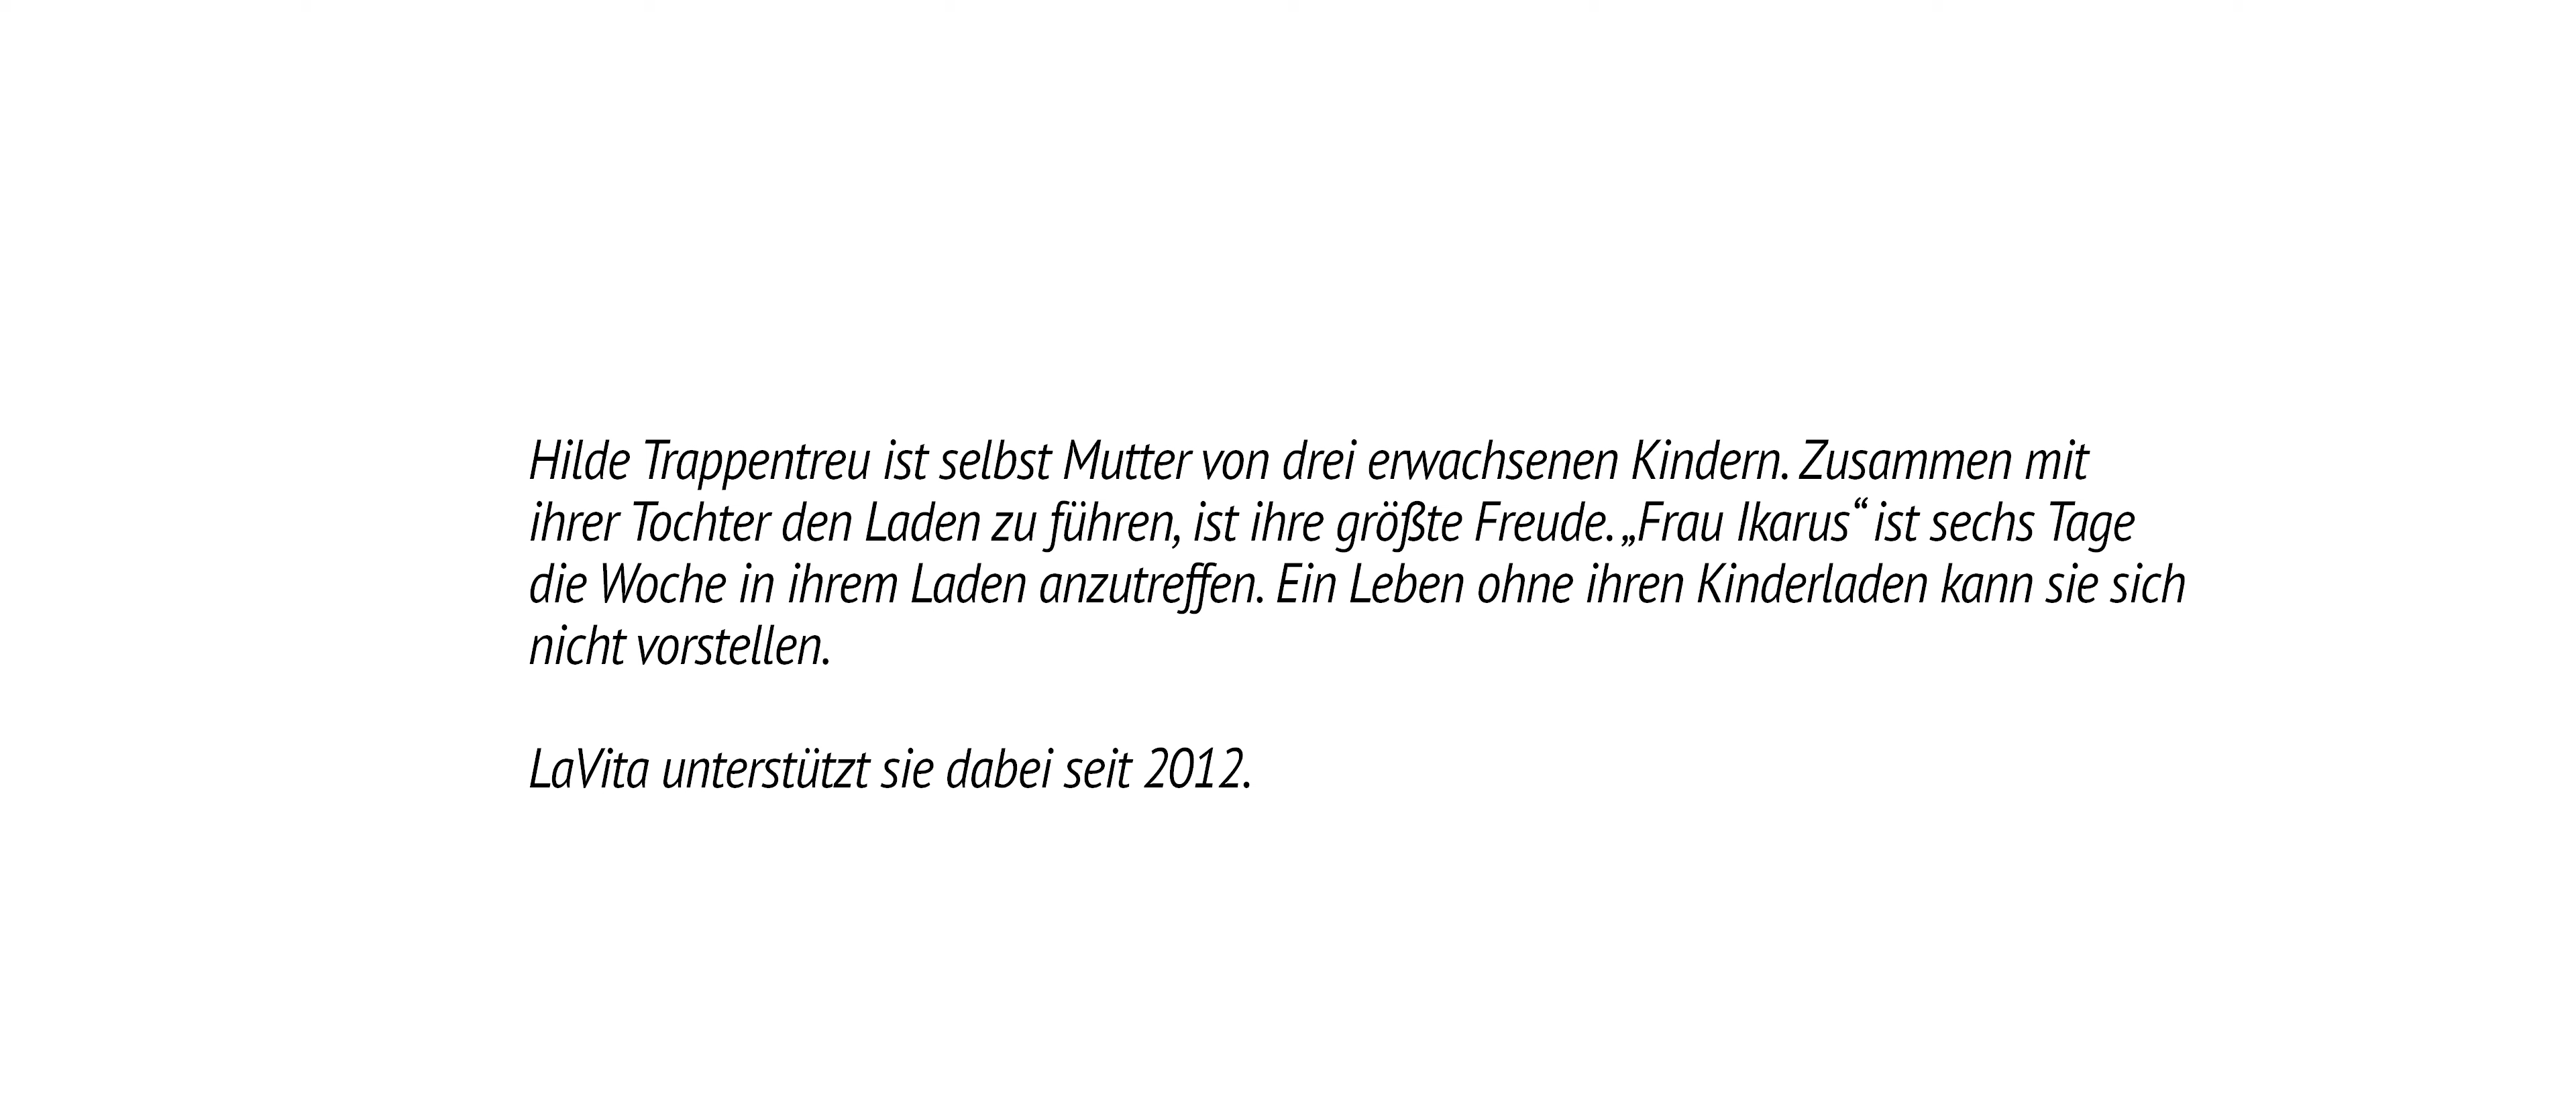 Hilde Trappentreu ist selbst Mutter von drei erwachsenen Kindern. Zusammen mit
ihrer Tochter den Laden zu führen, ist ihre größte Freude. „Frau Ikarus“ ist sechs Tage
die Woche in ihrem Laden anzutreffen. Ein Leben ohne ihren Kinderladen kann sie sich
nicht vorstellen.
LaVita unterstützt sie dabei seit 2012.